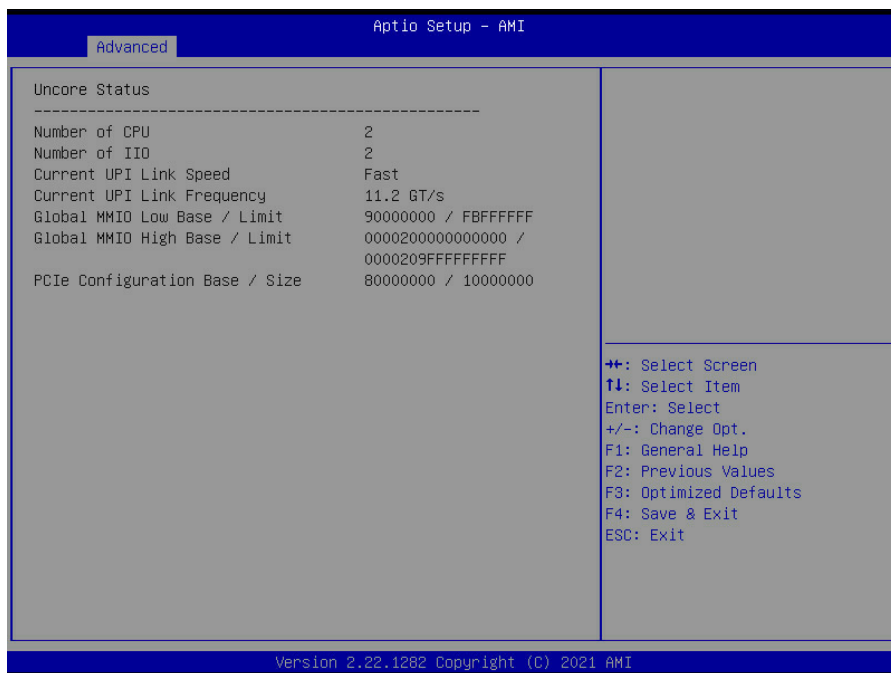 Aptio Setup – AMI
Advanced
Uncore Status
--------------------------------------------------
Number of CPU 2
Number of IIO 2
Current UPI Link Speed Fast
Current UPI Link Frequency 11.2 GT/s
Global MMIO Low Base / Limit 90000000 / FBFFFFFF
Global MMIO High Base / Limit 0000200000000000 /
0000209FFFFFFFFF
PCIe Configuration Base / Size 80000000 / 10000000
→←: Select Screen
↑↓: Select Item
Enter: Select
+/-: Change Opt.
F1: General Help
F2: Previous Values
F3: Optimized Defaults
F4: Save & Exit
ESC: Exit
Version 2.22.1282 Copyright (C) 2021 AMI